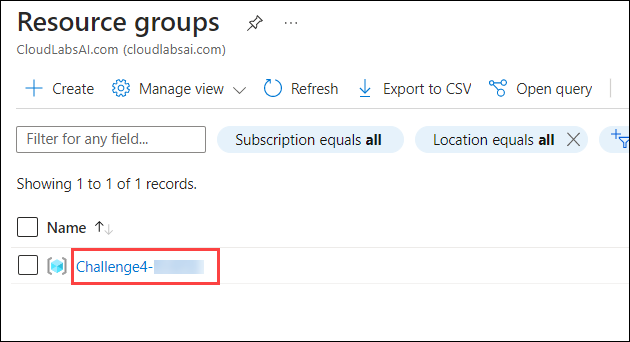 Resource groups
CloudLabsAI.com (cloudlabsai.com)
Create Manage view Refresh Export to CSV Open query
Filter for any field... Subscription equals all Location equals all
Showing 1 to 1 of 1 records.
Name
Challenge4-